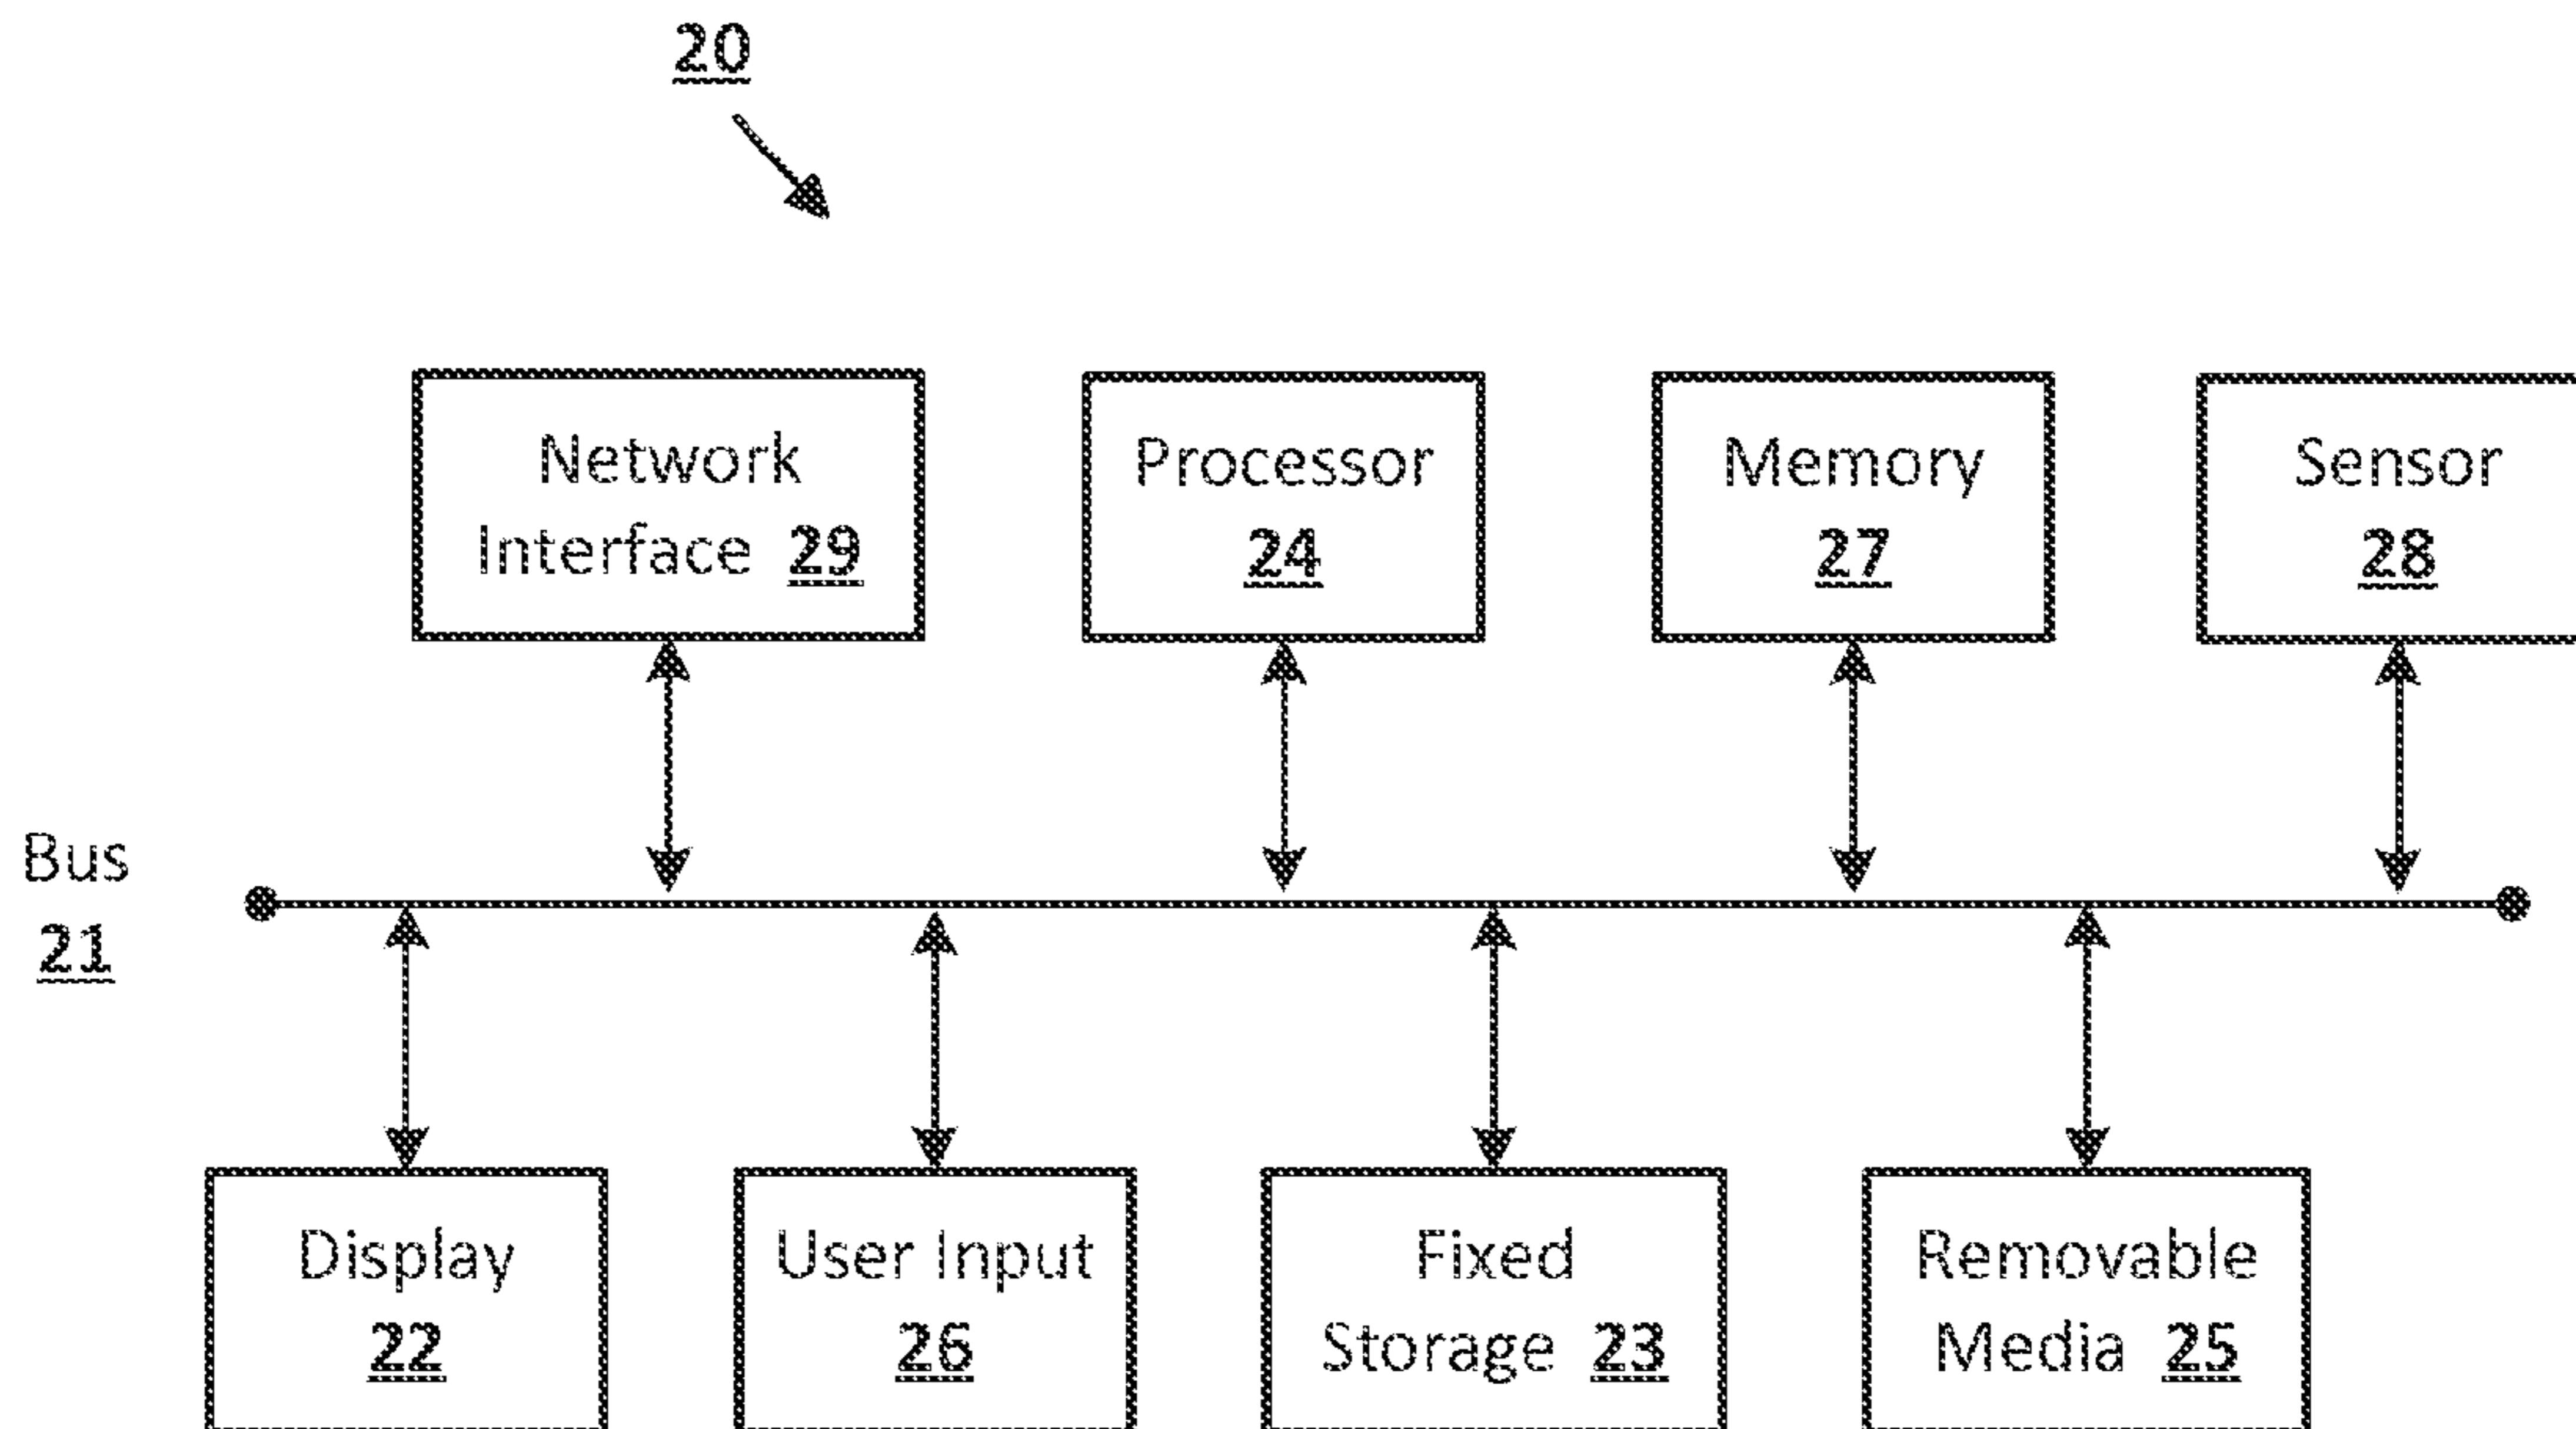 20
Network
Interface 29
Processor
24
Memory
27
Sensor
28
Bus
21
Display
22
User Input
26
Fixed
Storage 23
Removable
Media 25